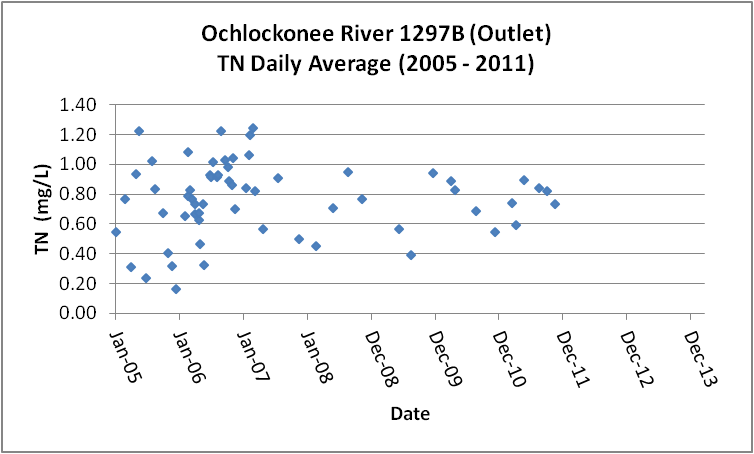 Ochlockonee River 1297B (Outlet)
TN Daily Average (2005 - 2011)
TN (mg/L)
1.40
1.20
1.00
0.80
0.60
0.40
0.20
0.00
Jan-05
Jan-06
Jan-07
Jan-08
Dec-08
Dec-09
Dec-10
Dec-11
Dec-12
Dec-13
Date